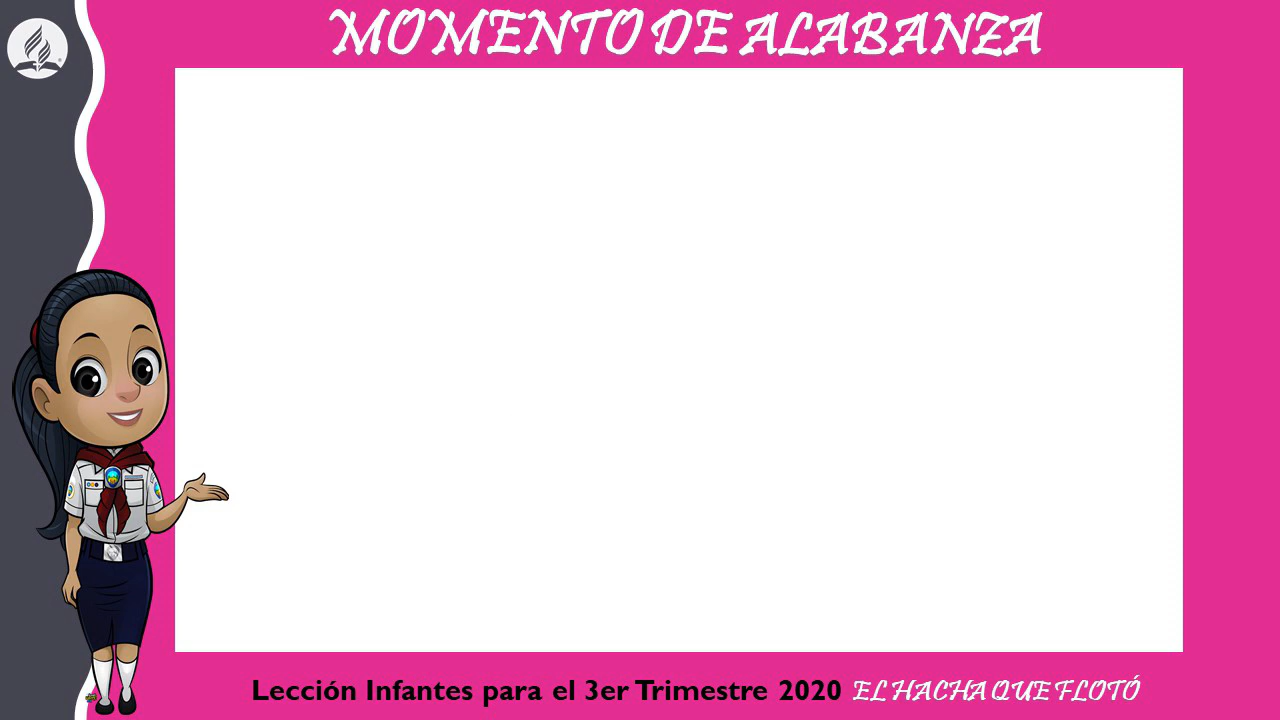 MOMENTO DE ALABANZA
Lección Infantes para el 3er Trimestre 2020 EL HACHA QUE FLOTÓ